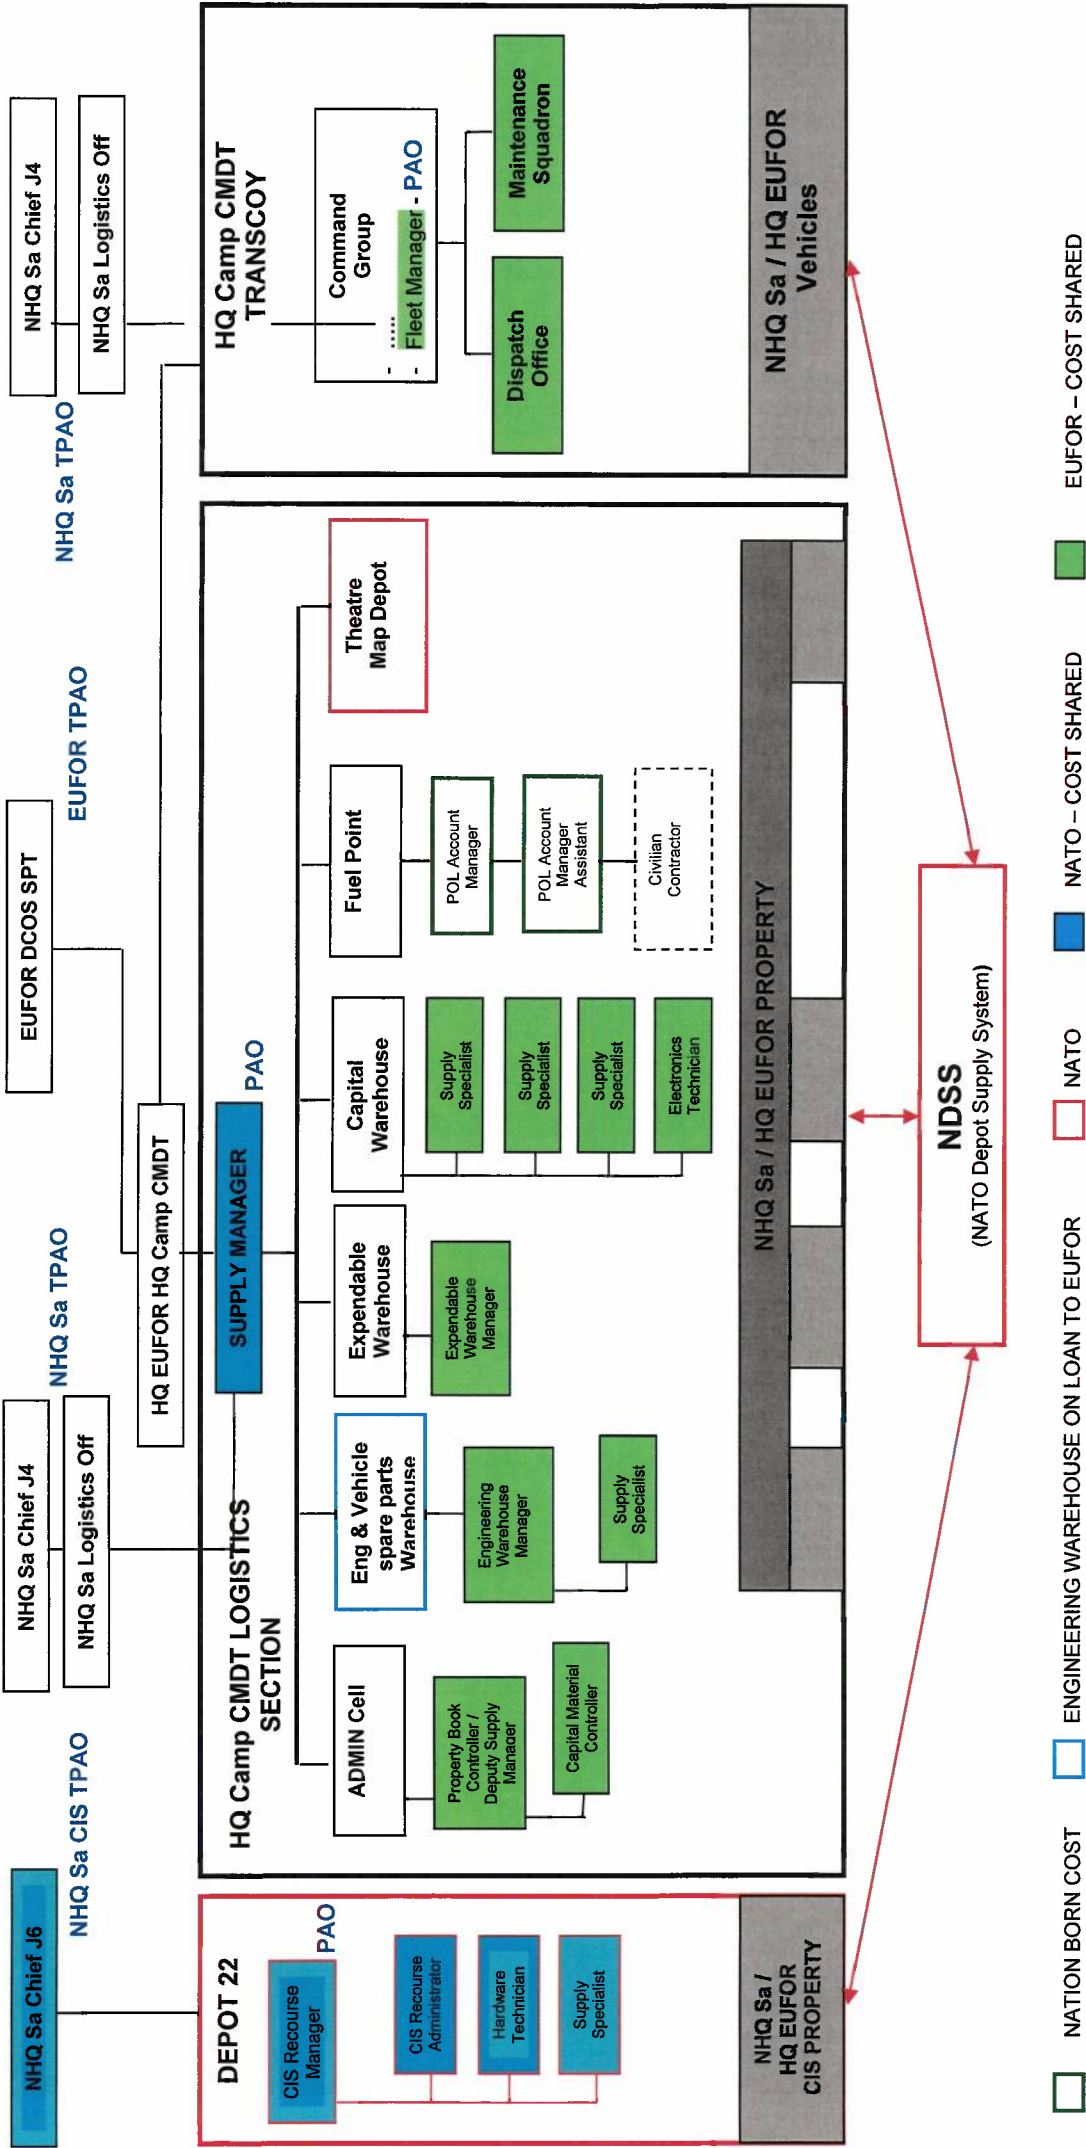 NHQ Sa Chief J6
NHQ Sa CIS TPAO
NHQ Sa Chief J4
NHQ Sa Logistics Off
NHQ Sa TPAO
EUFOR DCOS SPT
EUFOR TPAO
HQ EUFOR HQ Camp CMDT
NHQ Sa TPAO
NHQ Sa Chief J4
NHQ Sa Logistics Off
DEPOT 22
CIS Recourse
Manager
PAO
CIS Recourse
Administrator
Hardware
Technician
Supply
Specialist
NHQ Sa /
HQ EUFOR
CIS PROPERTY
HQ Camp CMDT LOGISTICS
SECTION
SUPPLY MANAGER
PAO
ADMIN Cell
Property Book
Controller /
Deputy Supply
Manager
Capital Material
Controller
Eng & Vehicle
spare parts
Warehouse
Engineering
Warehouse
Manager
Supply
Specialist
Expendable
Warehouse
Expendable
Warehouse
Manager
Capital
Warehouse
Supply
Specialist
Supply
Specialist
Supply
Specialist
Electronics
Technician
Fuel Point
POL Account
Manager
POL Account
Manager
Assistant
Civilian
Contractor
Theatre
Map Depot
NHQ Sa / HQ EUFOR PROPERTY
HQ Camp CMDT
TRANSCOY
Command
Group
- .....
- Fleet Manager - PAO
Dispatch
Office
Maintenance
Squadron
NHQ Sa / HQ EUFOR
Vehicles
NDSS
(NATO Depot Supply System)
NATION BORN COST
ENGINEERING WAREHOUSE ON LOAN TO EUFOR
NATO
NATO – COST SHARED
EUFOR – COST SHARED